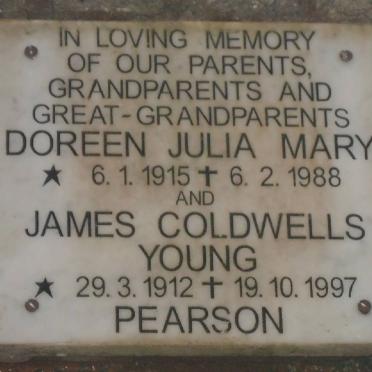 IN LOVING MEMORY
OF OUR PARENTS,
GRANDPARENTS AND
GREAT-GRANDPARENTS
DOREEN JULIA MARY
★ 6. 1. 1915 ✝ 6. 2. 1988
AND
JAMES COLDWELLS
YOUNG
★ 29. 3. 1912 ✝ 19. 10. 1997
PEARSON